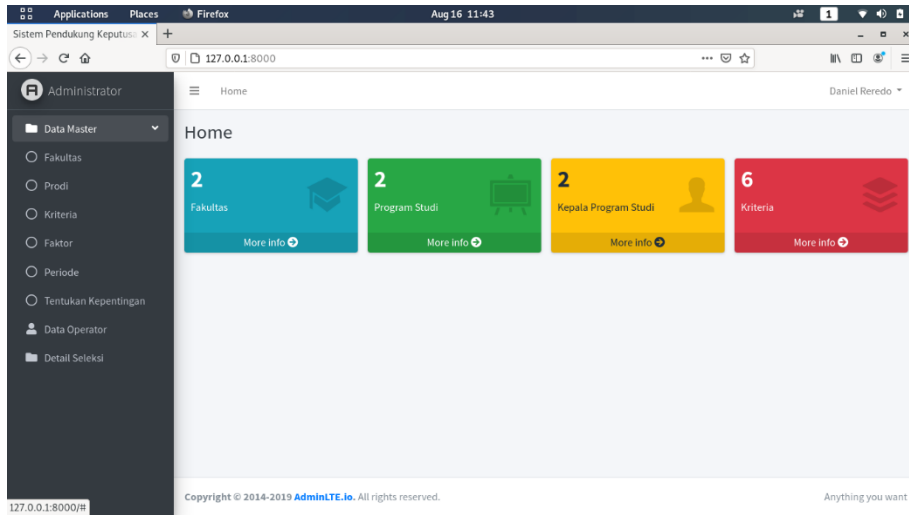 Applications Places Firefox Aug 16 11:43 1
Sistem Pendukung Keputusa
127.0.0.1:8000
Administrator
Home
Daniel Reredo
Data Master
Fakultas
Prodi
Kriteria
Faktor
Periode
Tentukan Kepentingan
Data Operator
Detail Seleksi
Home
2
Fakultas
More info
2
Program Studi
More info
2
Kepala Program Studi
More info
6
Kriteria
More info
Copyright © 2014-2019 AdminLTE.io. All rights reserved.
Anything you want
127.0.0.1:8000/#